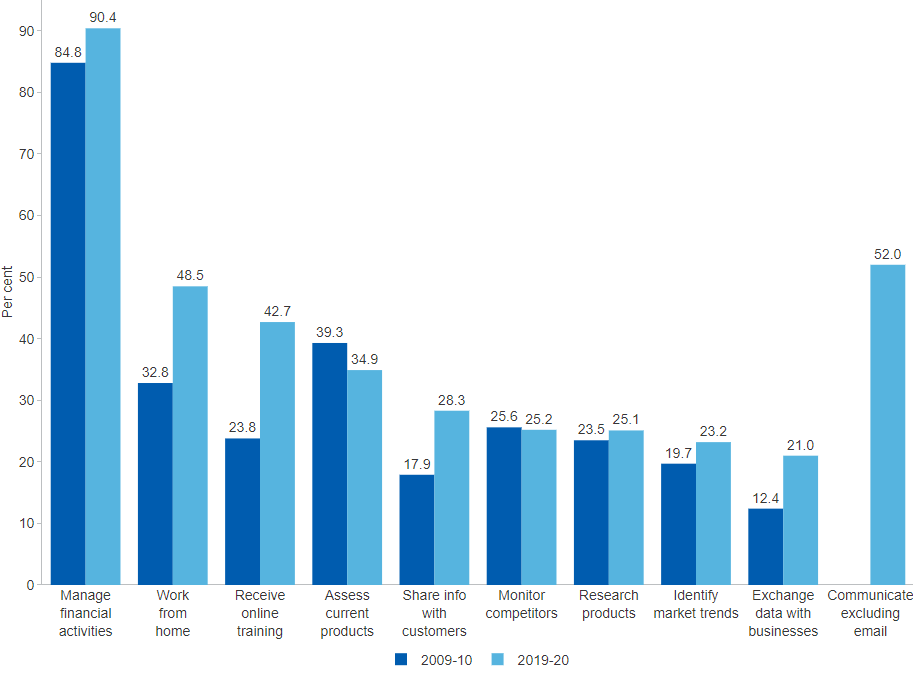 Per cent
90
80
70
60
50
40
30
20
10
0
84.8
90.4
32.8
48.5
23.8
42.7
39.3
34.9
17.9
28.3
25.6
25.2
23.5
25.1
19.7
23.2
12.4
21.0
52.0
Manage
financial
activities
Work
from
home
Receive
online
training
Assess
current
products
Share info
with
customers
Monitor
competitors
Research
products
Identify
market trends
Exchange
data with
businesses
Communicate
excluding
email
2009-10
2019-20